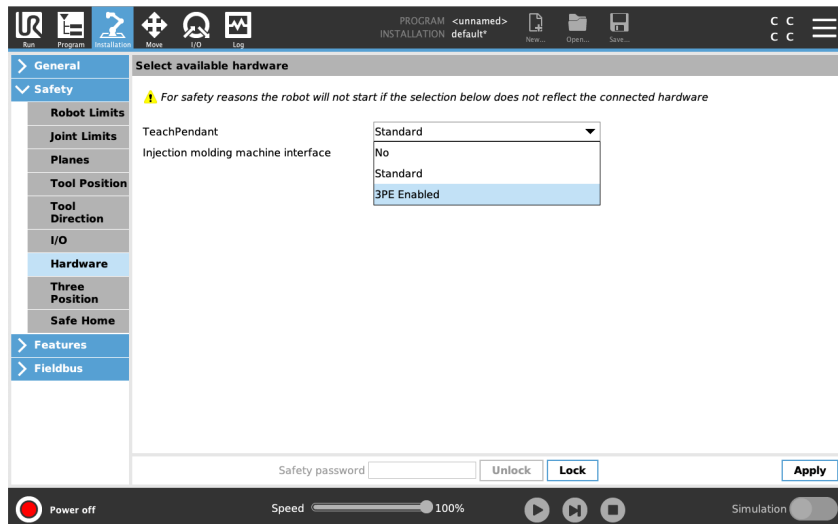 UR
Run
Program
Installation
Move
I/O
Log
PROGRAM <unnamed>
INSTALLATION default*
New...
Open...
Save...
C C
C C
General
Safety
Robot Limits
Joint Limits
Planes
Tool Position
Tool
Direction
I/O
Hardware
Three
Position
Safe Home
Features
Fieldbus
Select available hardware
For safety reasons the robot will not start if the selection below does not reflect the connected hardware
TeachPendant
Standard
Injection molding machine interface
No
Standard
3PE Enabled
Safety password
Unlock
Lock
Apply
Power off
Speed
100%
Simulation